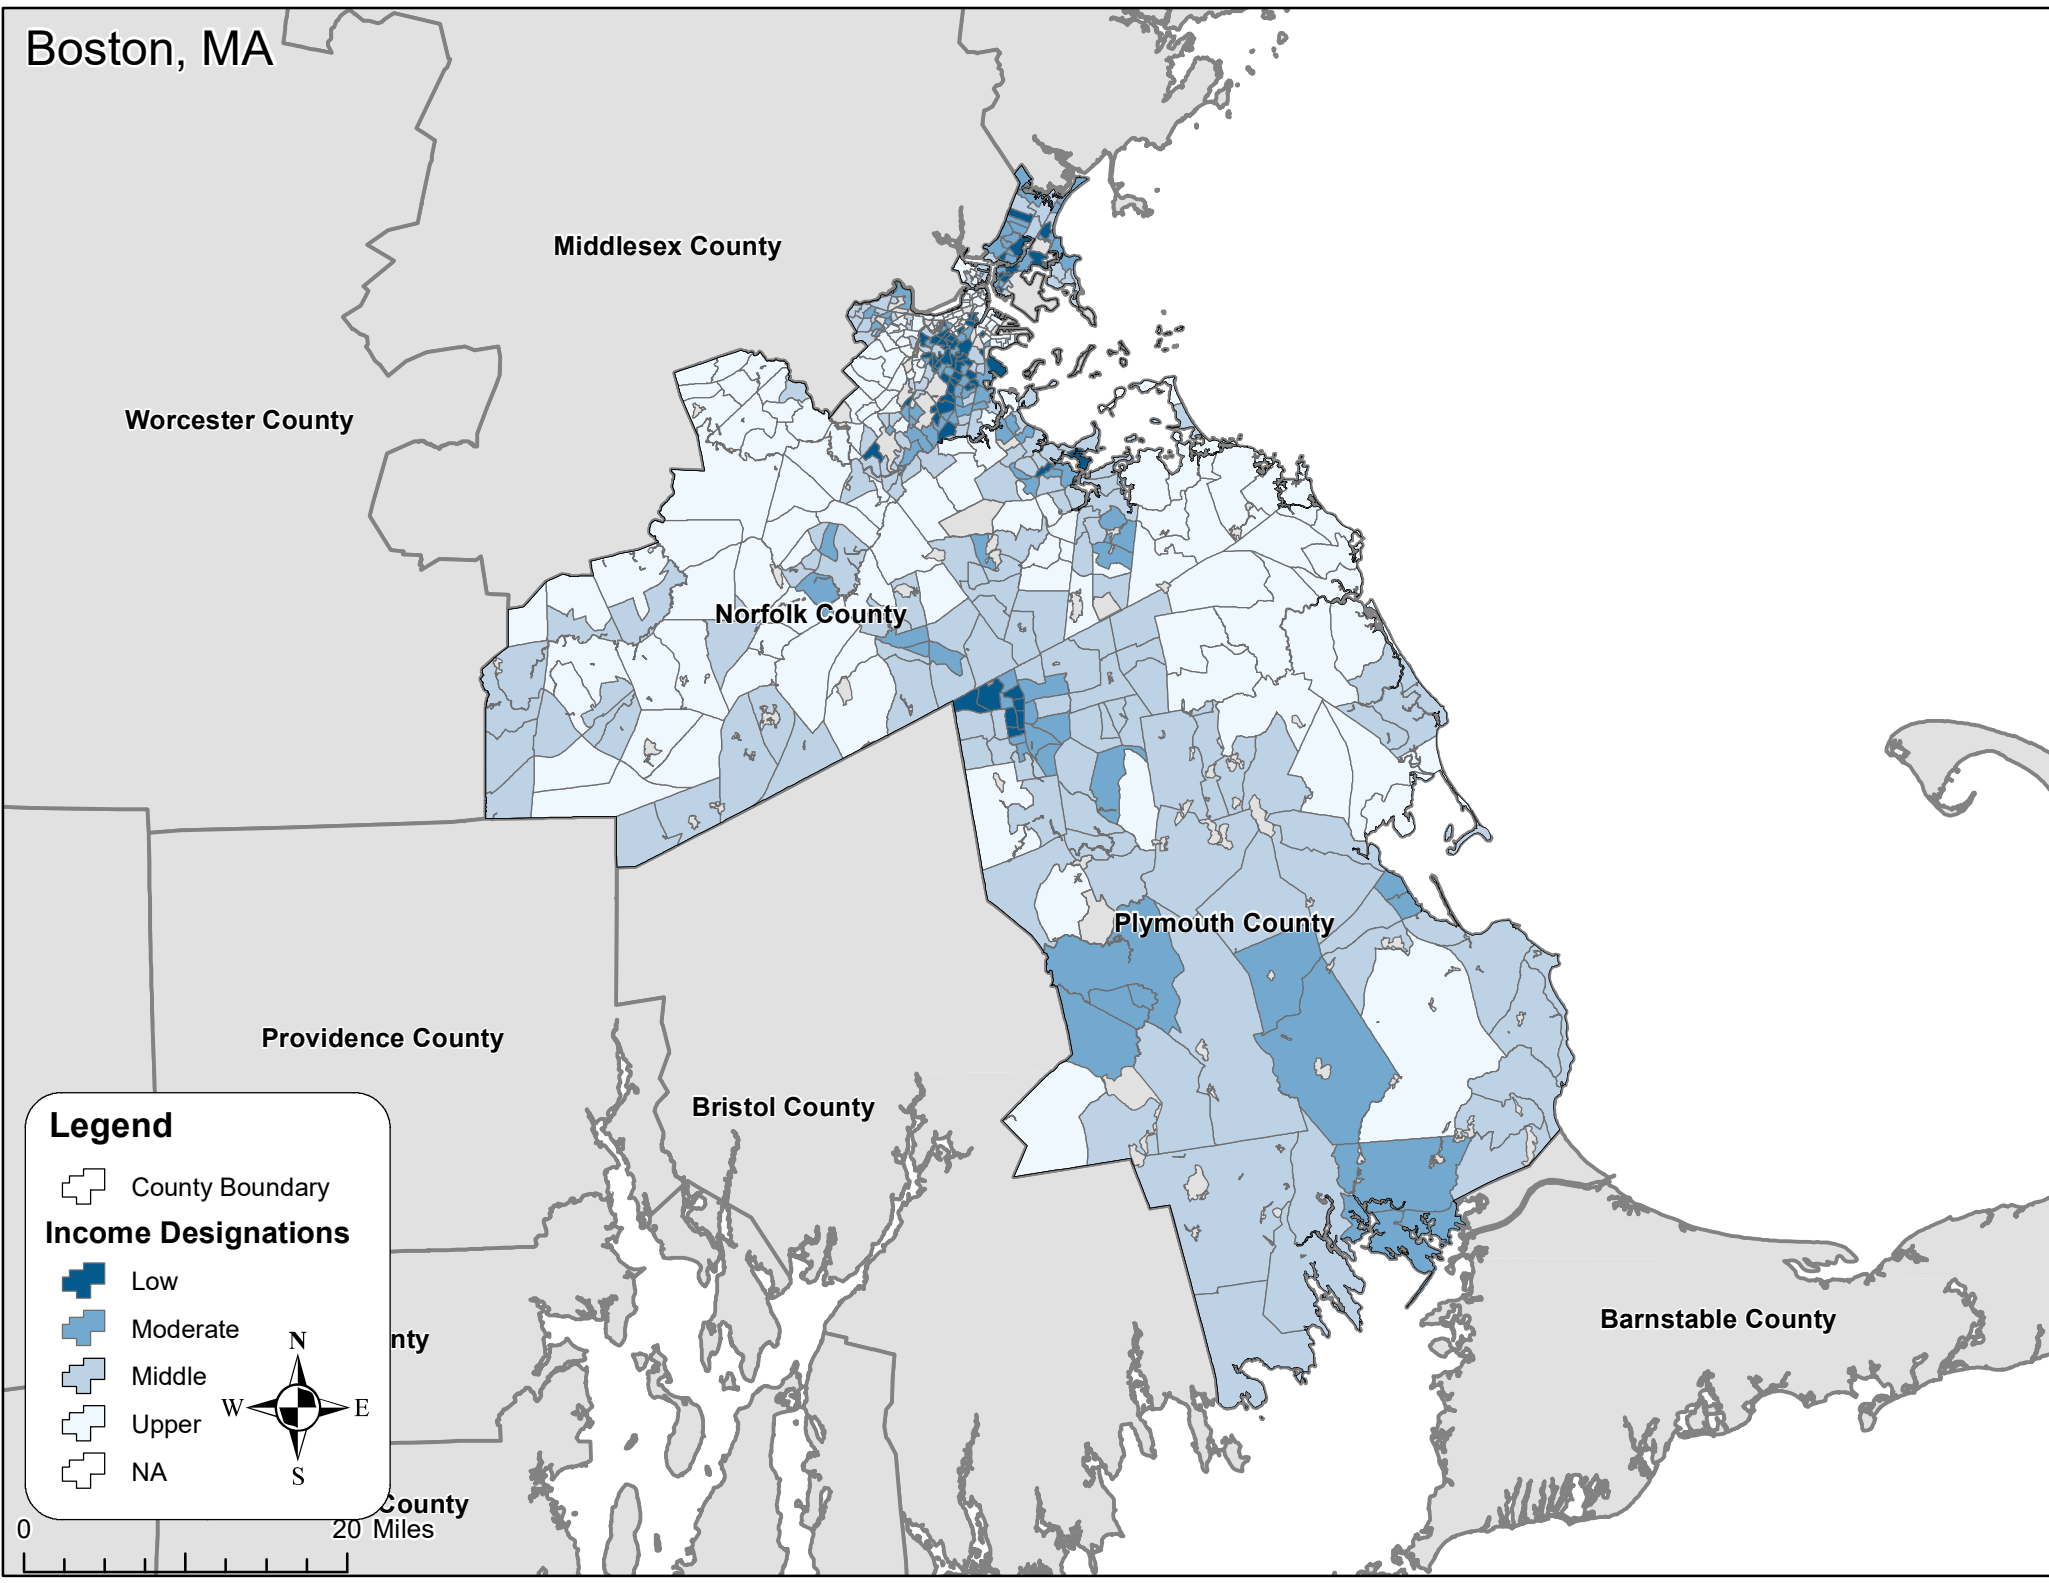 Boston, MA
Middlesex County
Worcester County
Norfolk County
Plymouth County
Providence County
Bristol County
Barnstable County
Legend
County Boundary
Income Designations
Low
Moderate
Middle
Upper
NA
N
W E
S
nty
County
0 20 Miles